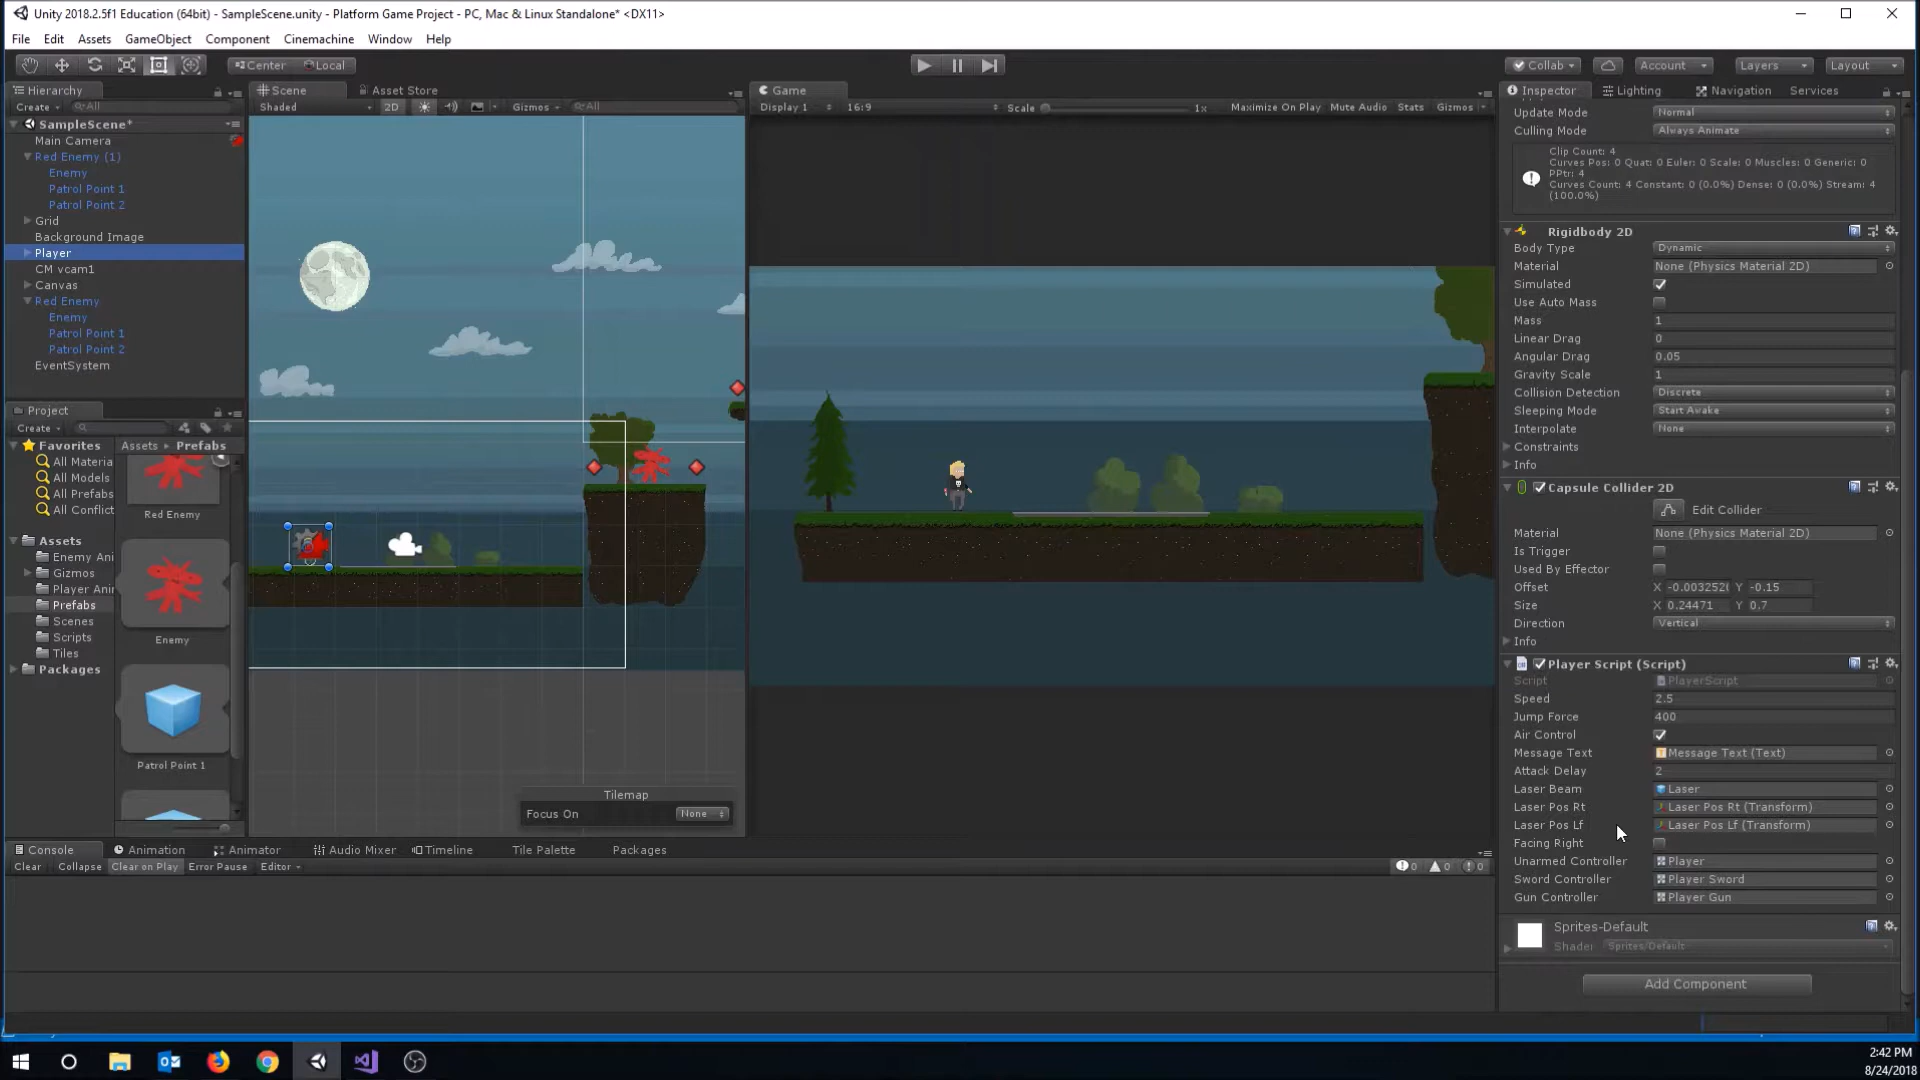 Unity 2018.2.5f1 Education (64bit) - SampleScene.unity - Platform Game Project - PC, Mac & Linux Standalone* <DX11>
File Edit Assets GameObject Component Cinemachine Window Help
Center Local
Collab Account Layers Layout
Hierarchy
Create All
SampleScene*
Main Camera
Red Enemy (1)
Enemy
Patrol Point 1
Patrol Point 2
Grid
Background Image
Player
CM vcam1
Canvas
Red Enemy
Enemy
Patrol Point 1
Patrol Point 2
EventSystem
Project
Create
Favorites
All Materia
All Models
All Prefabs
All Conflict
Assets
Enemy Ani
Gizmos
Player Ani
Prefabs
Scenes
Scripts
Tiles
Packages
Assets Prefabs
Red Enemy
Enemy
Patrol Point 1
Scene Asset Store
Shaded 2D Gizmos All
Tilemap
Focus On None
Game
Display 1 16:9 Scale 1x Maximize On Play Mute Audio Stats Gizmos
Console Animation Animator Audio Mixer Timeline Tile Palette Packages
Clear Collapse Clear on Play Error Pause Editor 0 0 0
Inspector Lighting Navigation Services
Update Mode Normal
Culling Mode Always Animate
Clip Count: 4
Curves Pos: 0 Quat: 0 Euler: 0 Scale: 0 Muscles: 0 Generic: 0
PPtr: 4
Curves Count: 4 Constant: 0 (0.0%) Dense: 0 (0.0%) Stream: 4
(100.0%)
Rigidbody 2D
Body Type Dynamic
Material None (Physics Material 2D)
Simulated
Use Auto Mass
Mass 1
Linear Drag 0
Angular Drag 0.05
Gravity Scale 1
Collision Detection Discrete
Sleeping Mode Start Awake
Interpolate None
Constraints
Info
Capsule Collider 2D
Edit Collider
Material None (Physics Material 2D)
Is Trigger
Used By Effector
Offset X -0.003252( Y -0.15
Size X 0.24471 Y 0.7
Direction Vertical
Info
Player Script (Script)
Script PlayerScript
Speed 2.5
Jump Force 400
Air Control
Message Text Message Text (Text)
Attack Delay 2
Laser Beam Laser
Laser Pos Rt Laser Pos Rt (Transform)
Laser Pos Lf Laser Pos Lf (Transform)
Facing Right
Unarmed Controller Player
Sword Controller Player Sword
Gun Controller Player Gun
Sprites-Default
Shader Sprites/Default
Add Component
2:42 PM
8/24/2018